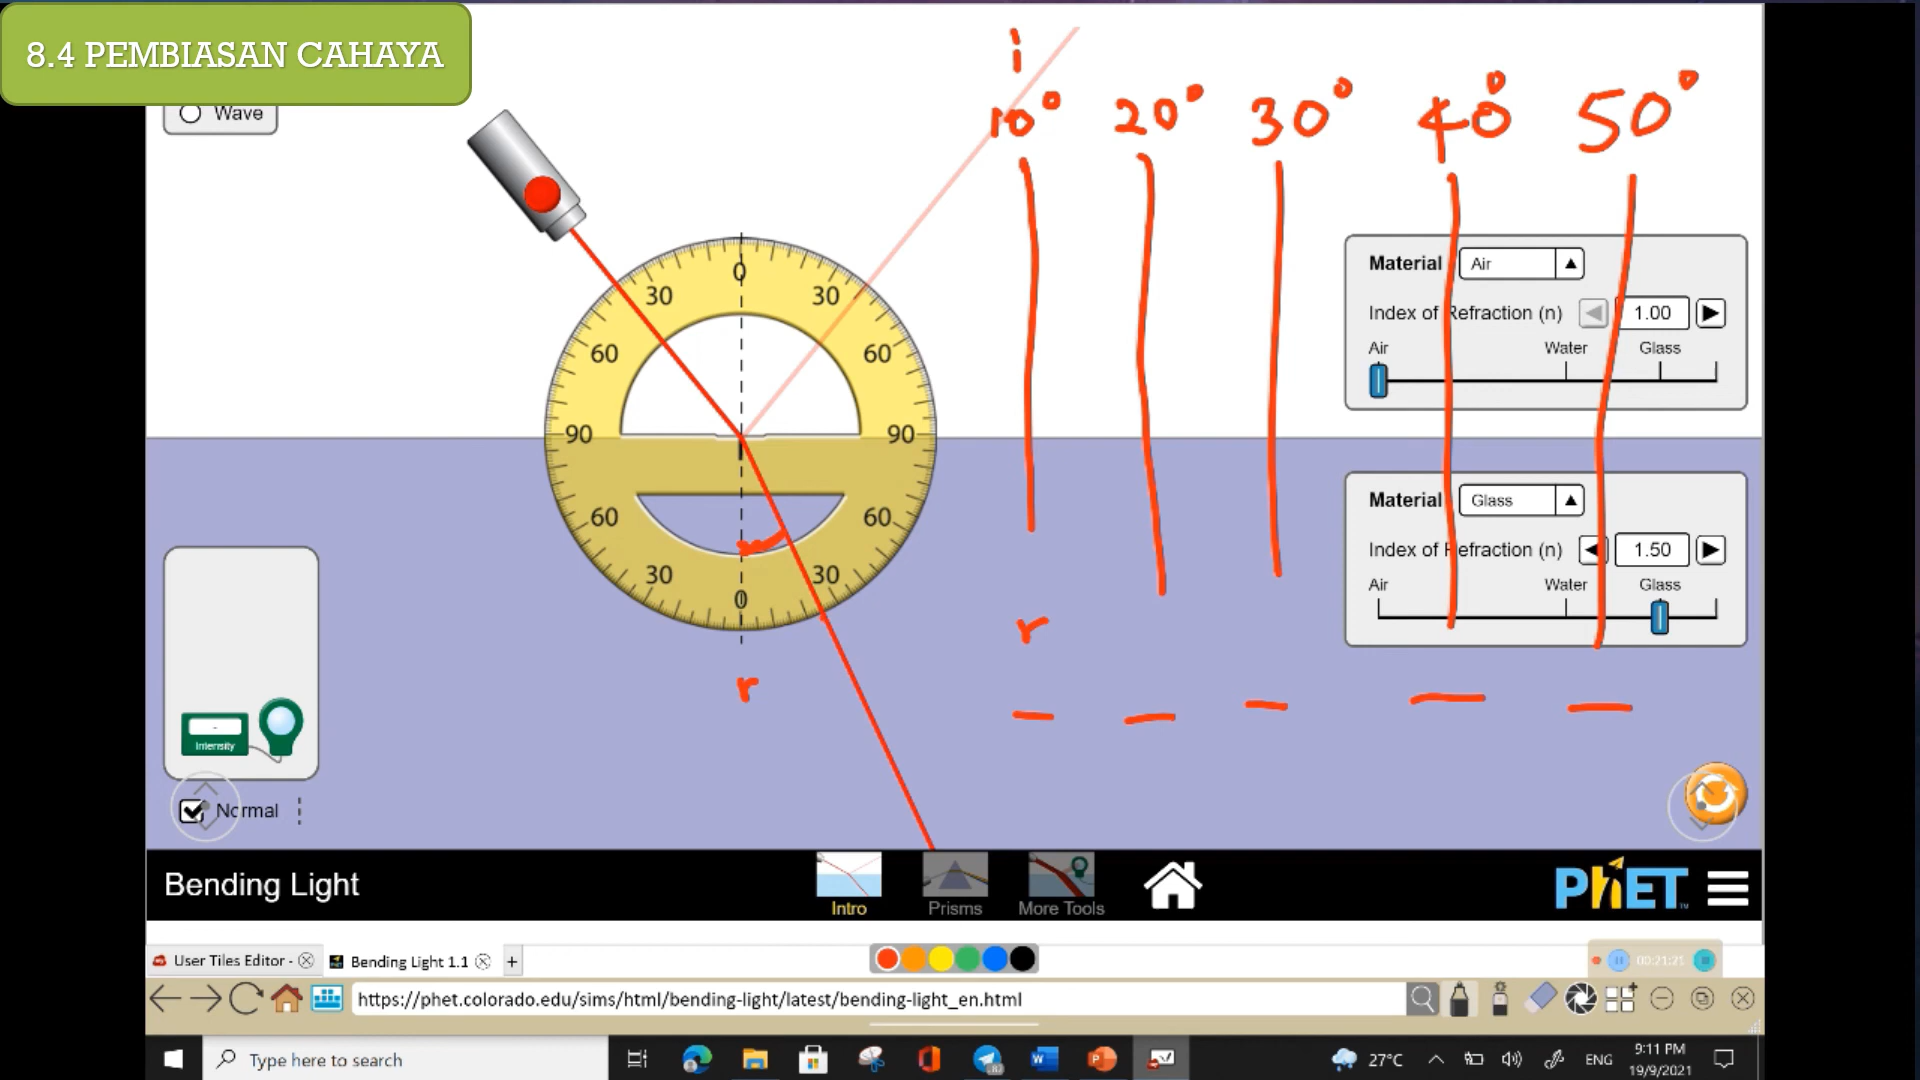 8.4 PEMBIASAN CAHAYA
Wave
i
10° 20° 30° 40° 50°
Material Air
Index of Refraction (n) 1.00
Air Water Glass
0
30 30
60 60
90 90
60 60
30 30
0
Material Glass
Index of Refraction (n) 1.50
Air Water Glass
r
r
- - - - -
-
Intensity
Normal
Bending Light
Intro Prisms More Tools
PhET
User Tiles Editor - Bending Light 1.1 +
00:21:21
https://phet.colorado.edu/sims/html/bending-light/latest/bending-light_en.html
Type here to search
27°C ENG 9:11 PM
19/9/2021